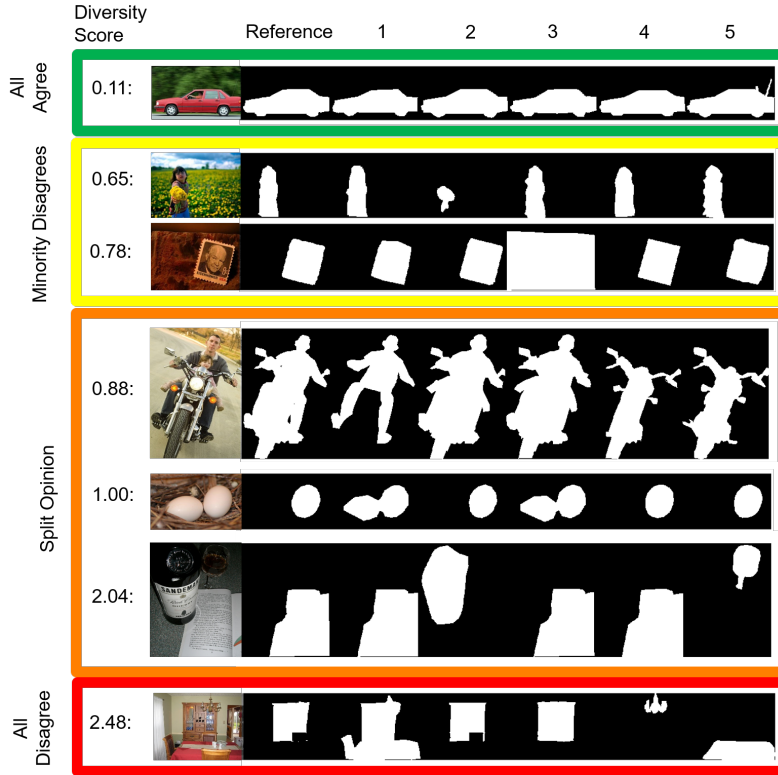 Diversity
Score
Reference 1 2 3 4 5
All
Agree
0.11:
Minority Disagrees
0.65:
0.78:
Split Opinion
0.88:
1.00:
2.04:
SANDEMA
All
Disagree
2.48: